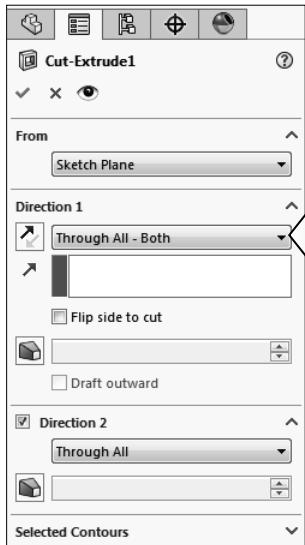 Cut-Extrude1
?
From
Sketch Plane
Direction 1
Through All - Both
Flip side to cut
Draft outward
Direction 2
Through All
Selected Contours